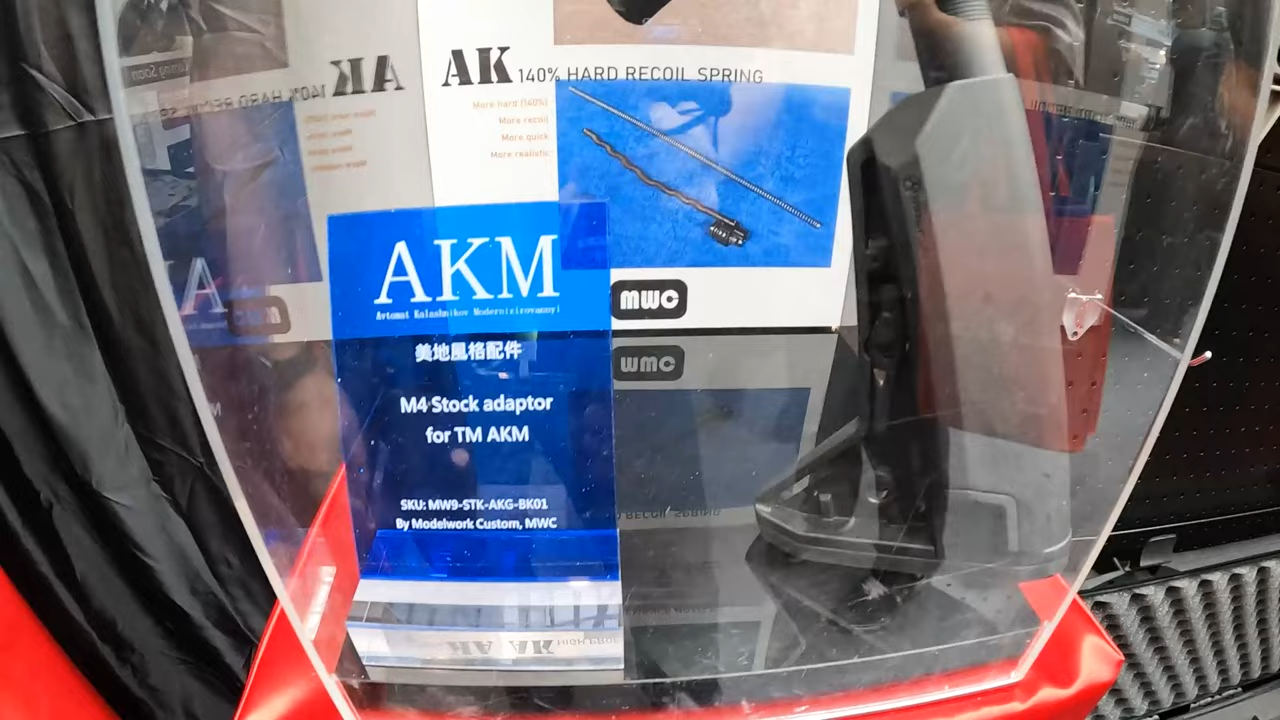 AK 140% HARD RECOIL SPRING
More hard (140%)
More recoil
More quick
More realistic
mwc
AKM
Avtomat Kalashnikov Modernizirovannyi
美地風格配件
M4 Stock adaptor
for TM AKM
SKU: MW9-STK-AKG-BK01
By Modelwork Custom, MWC